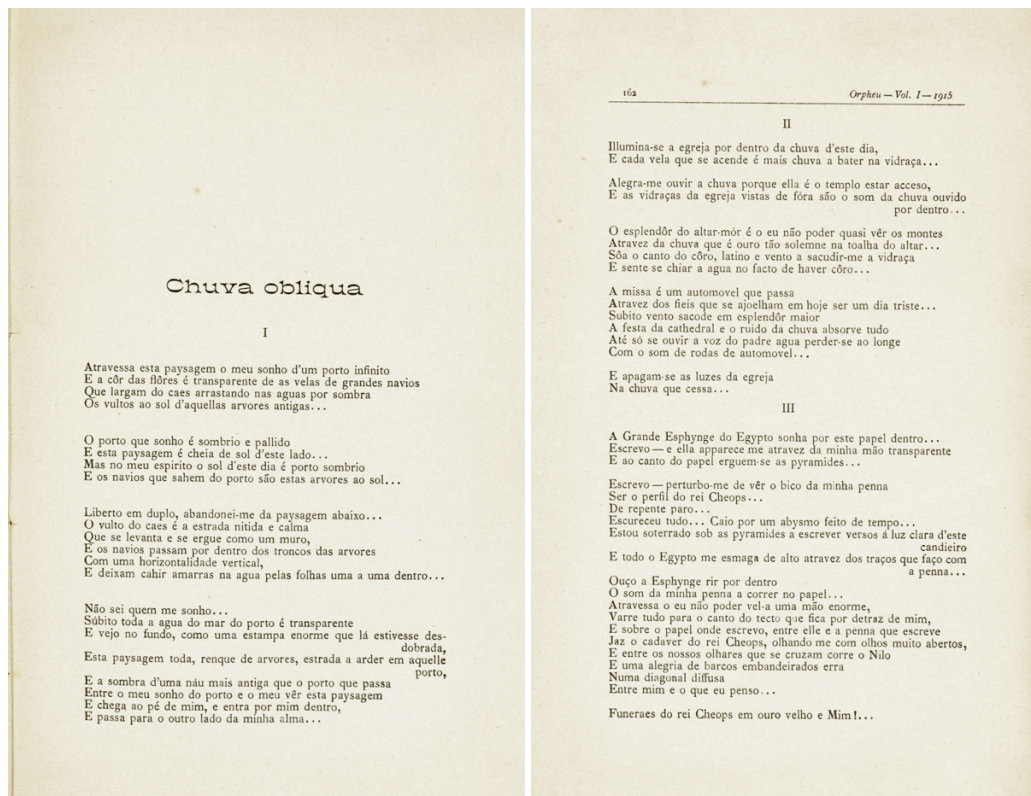 Chuva obliqua
I
Atravessa esta paysagem o meu sonho d'um porto infinito
E a côr das flôres é transparente de as velas de grandes navios
Que largam do caes arrastando nas aguas por sombra
Os vultos ao sol d'aquellas arvores antigas...
O porto que sonho é sombrio e pallido
E esta paysagem é cheia de sol d'este lado...
Mas no meu espirito o sol d'este dia é porto sombrio
E os navios que sahem do porto são estas arvores ao sol...
Liberto em duplo, abandonei-me da paysagem abaixo...
O vulto do caes é a estrada nitida e calma
Que se levanta e se ergue como um muro,
E os navios passam por dentro dos troncos das arvores
Com uma horizontalidade vertical,
E deixam cahir amarras na agua pelas folhas uma a uma dentro...
Não sei quem me sonho...
Súbito toda a agua do mar do porto é transparente
E vejo no fundo, como uma estampa enorme que lá estivesse des-
dobrada,
Esta paysagem toda, renque de arvores, estrada a arder em aquelle
porto,
E a sombra d'uma náu mais antiga que o porto que passa
Entre o meu sonho do porto e o meu vêr esta paysagem
E chega ao pé de mim, e entra por mim dentro,
E passa para o outro lado da minha alma...
162
Orpheu — Vol. I — 1915
II
Illumina-se a egreja por dentro da chuva d'este dia,
E cada vela que se acende é mais chuva a bater na vidraça...
Alegra-me ouvir a chuva porque ella é o templo estar acceso,
E as vidraças da egreja vistas de fóra são o som da chuva ouvido
por dentro...
O esplendôr do altar-mór é o eu não poder quasi vêr os montes
Atravez da chuva que é ouro tão solemne na toalha do altar...
Sôa o canto do côro, latino e vento a sacudir-me a vidraça
E sente se chiar a agua no facto de haver côro...
A missa é um automovel que passa
Atravez dos fieis que se ajoelham em hoje ser um dia triste...
Subito vento sacode em esplendôr maior
A festa da cathedral e o ruido da chuva absorve tudo
Até só se ouvir a voz do padre agua perder-se ao longe
Com o som de rodas de automovel...
E apagam-se as luzes da egreja
Na chuva que cessa...
III
A Grande Esphynge do Egypto sonha por este papel dentro...
Escrevo — e ella apparece me atravez da minha mão transparente
E ao canto do papel erguem-se as pyramides...
Escrevo — perturbo-me de vêr o bico da minha penna
Ser o perfil do rei Cheops...
De repente paro...
Escureceu tudo... Caio por um abysmo feito de tempo...
Estou soterrado sob as pyramides a escrever versos á luz clara d'este
candieiro
E todo o Egypto me esmaga de alto atravez dos traços que faço com
a penna...
Ouço a Esphynge rir por dentro
O som da minha penna a correr no papel...
Atravessa o eu não poder vel-a uma mão enorme,
Varre tudo para o canto do tecto que fica por detraz de mim,
E sobre o papel onde escrevo, entre elle e a penna que escreve
Jaz o cadaver do rei Cheops, olhando me com olhos muito abertos,
E entre os nossos olhares que se cruzam corre o Nilo
E uma alegria de barcos embandeirados erra
Numa diagonal diffusa
Entre mim e o que eu penso...
Funeraes do rei Cheops em ouro velho e Mim!...